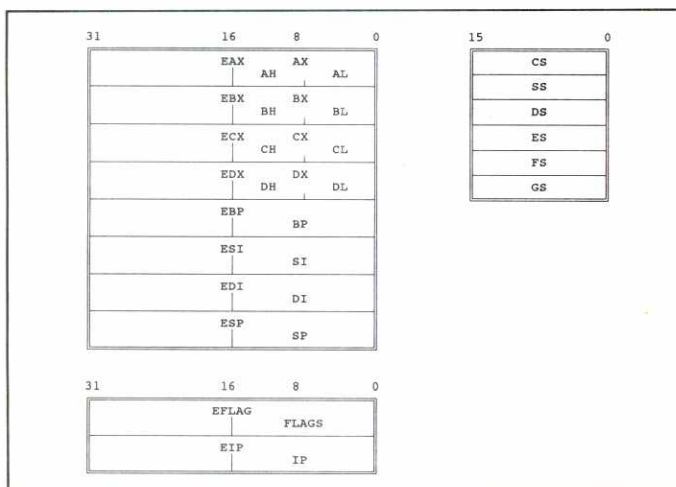 31 16 8 0
EAX AX
AH AL
EBX BX
BH BL
ECX CX
CH CL
EDX DX
DH DL
EBP
BP
ESI
SI
EDI
DI
ESP
SP
31 16 8 0
EFLAG
FLAGS
EIP
IP
15 0
CS
SS
DS
ES
FS
GS